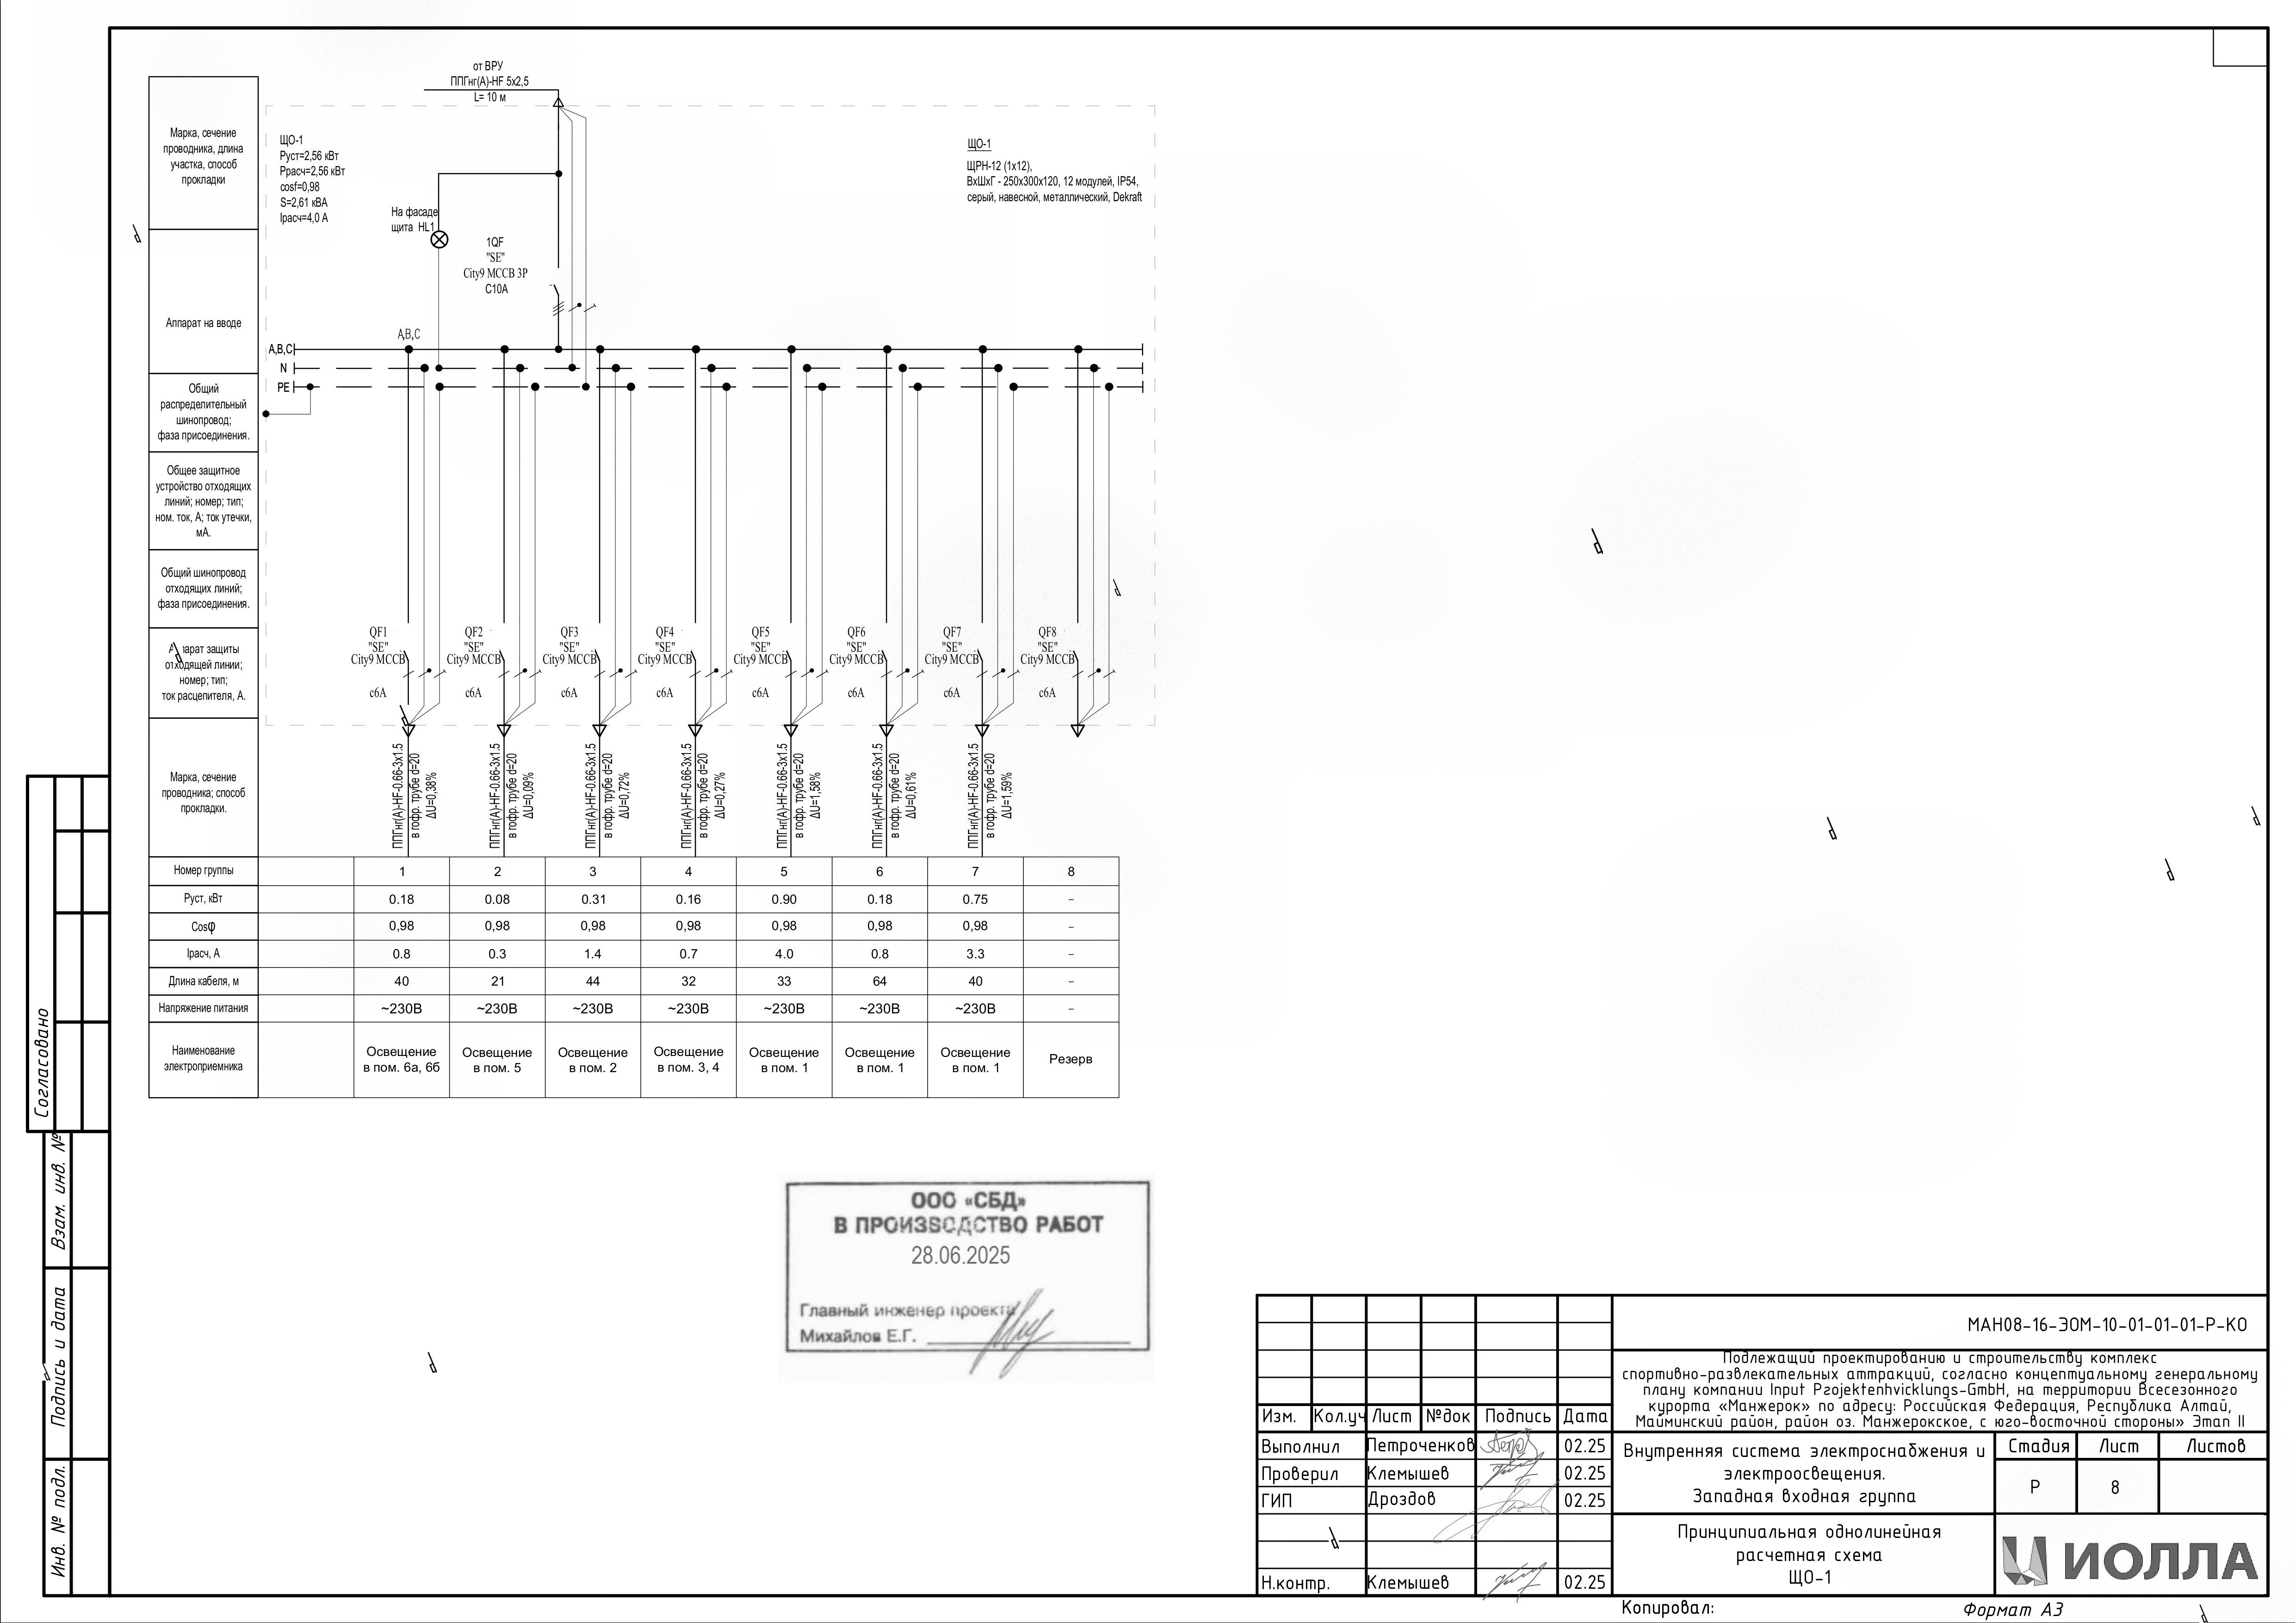 от ВРУ
ППГнг(А)-HF 5х2,5
L= 10 м
Марка, сечение
проводника, длина
участка, способ
прокладки
ЩО-1
Руст=2,56 кВт
Ррасч=2,56 кВт
cosf=0,98
S=2,61 кВА
Iрасч=4,0 А
ЩО-1
ЩРН-12 (1х12),
ВхШхГ - 250х300х120, 12 модулей, IP54,
серый, навесной, металлический, Dekraft
На фасаде
щита HL1
1QF
"SE"
City9 MCCB 3P
C10A
Аппарат на вводе
А,В,С
А,В,С
N
PE
Общий
распределительный
шинопровод;
фаза присоединения.
Общее защитное
устройство отходящих
линий; номер; тип;
ном. ток, А; ток утечки,
мА.
Общий шинопровод
отходящих линий;
фаза присоединения.
Аппарат защиты
отходящей линии;
номер; тип;
ток расцепителя, А.
QF1 QF2 QF3 QF4 QF5 QF6 QF7 QF8
"SE" "SE" "SE" "SE" "SE" "SE" "SE" "SE"
City9 MCCB City9 MCCB City9 MCCB City9 MCCB City9 MCCB City9 MCCB City9 MCCB City9 MCCB
c6A c6A c6A c6A c6A c6A c6A c6A
Марка, сечение
проводника; способ
прокладки.
ППГнг(А)-HF-0.66-3х1.5
в гофр. трубе d=20
ΔU=0,38%
ППГнг(А)-HF-0.66-3х1.5
в гофр. трубе d=20
ΔU=0,09%
ППГнг(А)-HF-0.66-3х1.5
в гофр. трубе d=20
ΔU=0,72%
ППГнг(А)-HF-0.66-3х1.5
в гофр. трубе d=20
ΔU=0,27%
ППГнг(А)-HF-0.66-3х1.5
в гофр. трубе d=20
ΔU=1,58%
ППГнг(А)-HF-0.66-3х1.5
в гофр. трубе d=20
ΔU=0,61%
ППГнг(А)-HF-0.66-3х1.5
в гофр. трубе d=20
ΔU=1,59%
Номер группы 1 2 3 4 5 6 7 8
Руст, кВт 0.18 0.08 0.31 0.16 0.90 0.18 0.75 –
Cosφ 0,98 0,98 0,98 0,98 0,98 0,98 0,98 –
Iрасч, А 0.8 0.3 1.4 0.7 4.0 0.8 3.3 –
Длина кабеля, м 40 21 44 32 33 64 40 –
Напряжение питания ~230В ~230В ~230В ~230В ~230В ~230В ~230В –
Наименование
электроприемника
Освещение
в пом. 6а, 6б
Освещение
в пом. 5
Освещение
в пом. 2
Освещение
в пом. 3, 4
Освещение
в пом. 1
Освещение
в пом. 1
Освещение
в пом. 1
Резерв
Согласовано
Взам. инв. №
Подпись и дата
Инв. № подл.
ООО «СБД»
В ПРОИЗВОДСТВО РАБОТ
28.06.2025
Главный инженер проекта
Михайлов Е.Г.
МАН08-16-ЭОМ-10-01-01-01-Р-КО
Подлежащий проектированию и строительству комплекс
спортивно-развлекательных аттракций, согласно концептуальному генеральному
плану компании Input Projektenhvicklungs-GmbH, на территории Всесезонного
курорта «Манжерок» по адресу: Российская Федерация, Республика Алтай,
Майминский район, район оз. Манжерокское, с юго-восточной стороны» Этап II
Изм. Кол.уч Лист №док Подпись Дата
Выполнил Петроченков 02.25
Проверил Клемышев 02.25
ГИП Дроздов 02.25
Н.контр. Клемышев 02.25
Внутренняя система электроснабжения и
электроосвещения.
Западная входная группа
Стадия Лист Листов
Р 8
Принципиальная однолинейная
расчетная схема
ЩО-1
ИОЛЛА
Копировал:
Формат А3